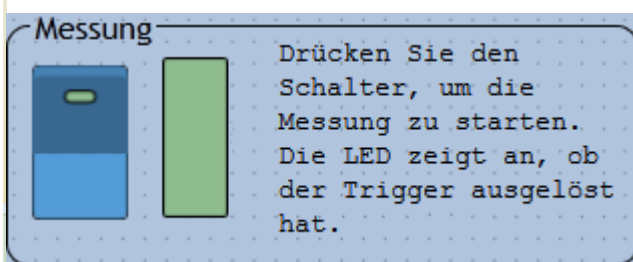 Messung
Drücken Sie den
Schalter, um die
Messung zu starten.
Die LED zeigt an, ob
der Trigger ausgelöst
hat.